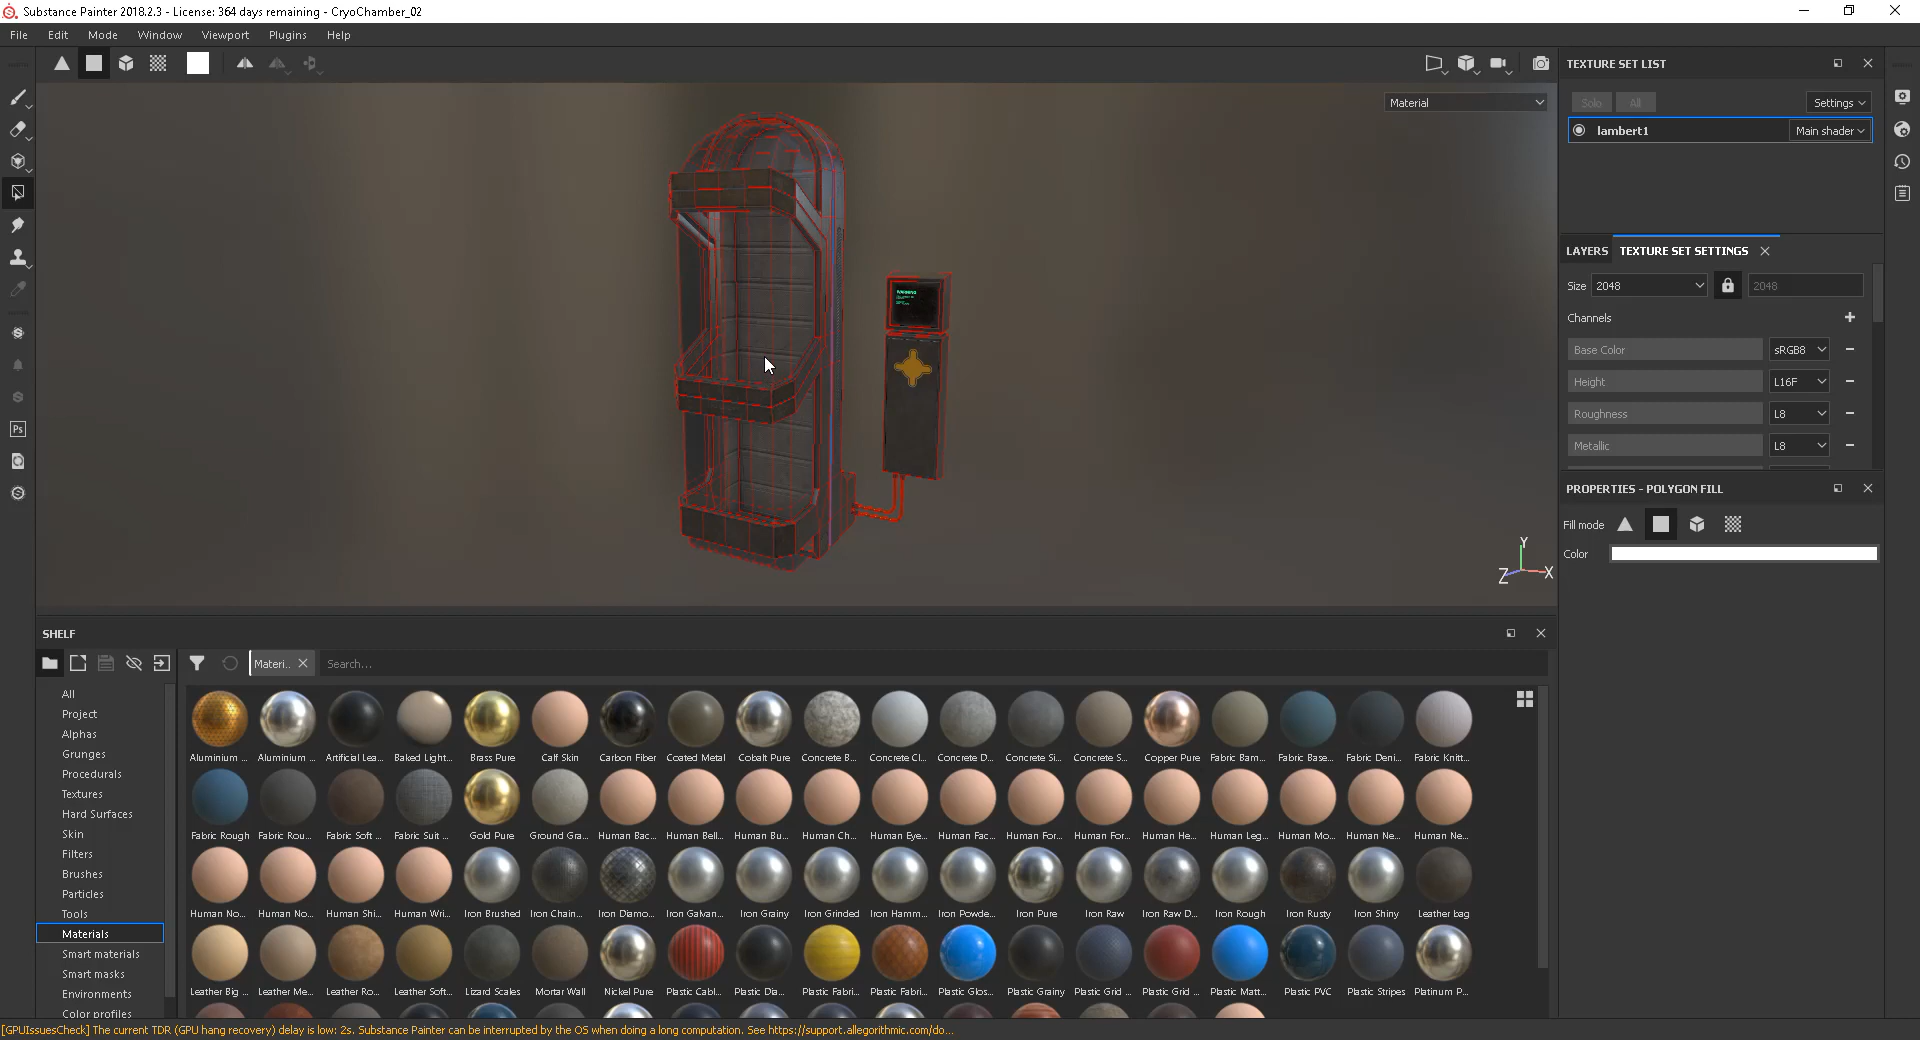 Substance Painter 2018.2.3 - License: 364 days remaining - CryoChamber_02
File Edit Mode Window Viewport Plugins Help
Material
TEXTURE SET LIST
Solo All Settings
lambert1 Main shader
LAYERS TEXTURE SET SETTINGS
Size 2048 2048
Channels
Base Color sRGB8
Height L16F
Roughness L8
Metallic L8
PROPERTIES - POLYGON FILL
Fill mode
Color
WARNING
Y
Z X
SHELF
Materi.. Search...
All
Project
Alphas
Grunges
Procedurals
Textures
Hard Surfaces
Skin
Filters
Brushes
Particles
Tools
Materials
Smart materials
Smart masks
Environments
Color profiles
Aluminium ... Aluminium ... Artificial Lea... Baked Light... Brass Pure Calf Skin Carbon Fiber Coated Metal Cobalt Pure Concrete B... Concrete Cl... Concrete D... Concrete Si... Concrete S... Copper Pure Fabric Bam... Fabric Base... Fabric Deni... Fabric Knitt...
Fabric Rough Fabric Rou... Fabric Soft ... Fabric Suit ... Gold Pure Ground Gra... Human Bac... Human Bell... Human Bu... Human Ch... Human Eye... Human Fac... Human For... Human For... Human He... Human Leg... Human Mo... Human Ne... Human Ne...
Human No... Human No... Human Shi... Human Wri... Iron Brushed Iron Chain... Iron Diamo... Iron Galvan... Iron Grainy Iron Grinded Iron Hamm... Iron Powde... Iron Pure Iron Raw Iron Raw D... Iron Rough Iron Rusty Iron Shiny Leather bag
Leather Big ... Leather Me... Leather Ro... Leather Soft... Lizard Scales Mortar Wall Nickel Pure Plastic Cabl... Plastic Dia... Plastic Fabri... Plastic Fabri... Plastic Glos... Plastic Grainy Plastic Grid ... Plastic Grid ... Plastic Matt... Plastic PVC Plastic Stripes Platinum P...
[GPUIssuesCheck] The current TDR (GPU hang recovery) delay is low: 2s. Substance Painter can be interrupted by the OS when doing a long computation. See https://support.allegorithmic.com/do...
Ps